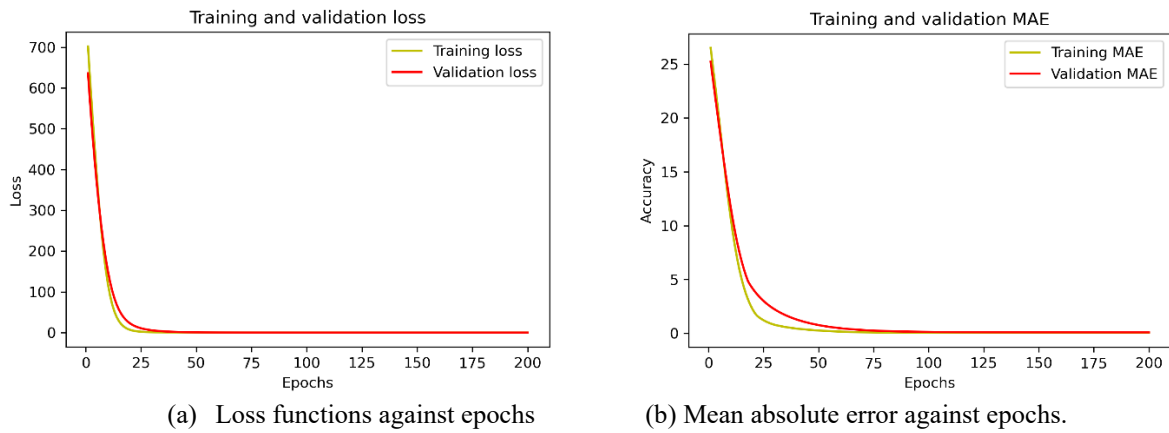 Training and validation loss
700
600
500
400
300
200
100
0
Loss
Training loss
Validation loss
0 25 50 75 100 125 150 175 200
Epochs
(a) Loss functions against epochs
Training and validation MAE
25
20
15
10
5
0
Accuracy
Training MAE
Validation MAE
0 25 50 75 100 125 150 175 200
Epochs
(b) Mean absolute error against epochs.